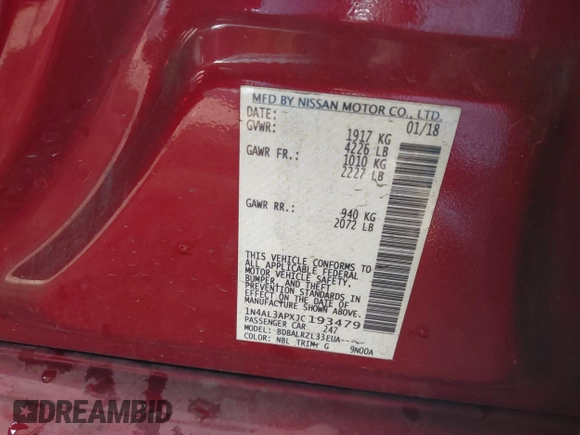 MFD BY NISSAN MOTOR CO., LTD.
DATE: 01/18
GVWR: 1917 KG
4226 LB
GAWR FR.: 1010 KG
2227 LB
GAWR RR.: 940 KG
2072 LB
THIS VEHICLE CONFORMS TO
ALL APPLICABLE FEDERAL
MOTOR VEHICLE SAFETY,
BUMPER, AND THEFT
PREVENTION STANDARDS IN
EFFECT ON THE DATE OF
MANUFACTURE SHOWN ABOVE.
1N4AL3APXJC193479
PASSENGER CAR 247
MODEL: BDBALRZL33EUA----
COLOR: NBL TRIM: G 9N00A
DREAMBID